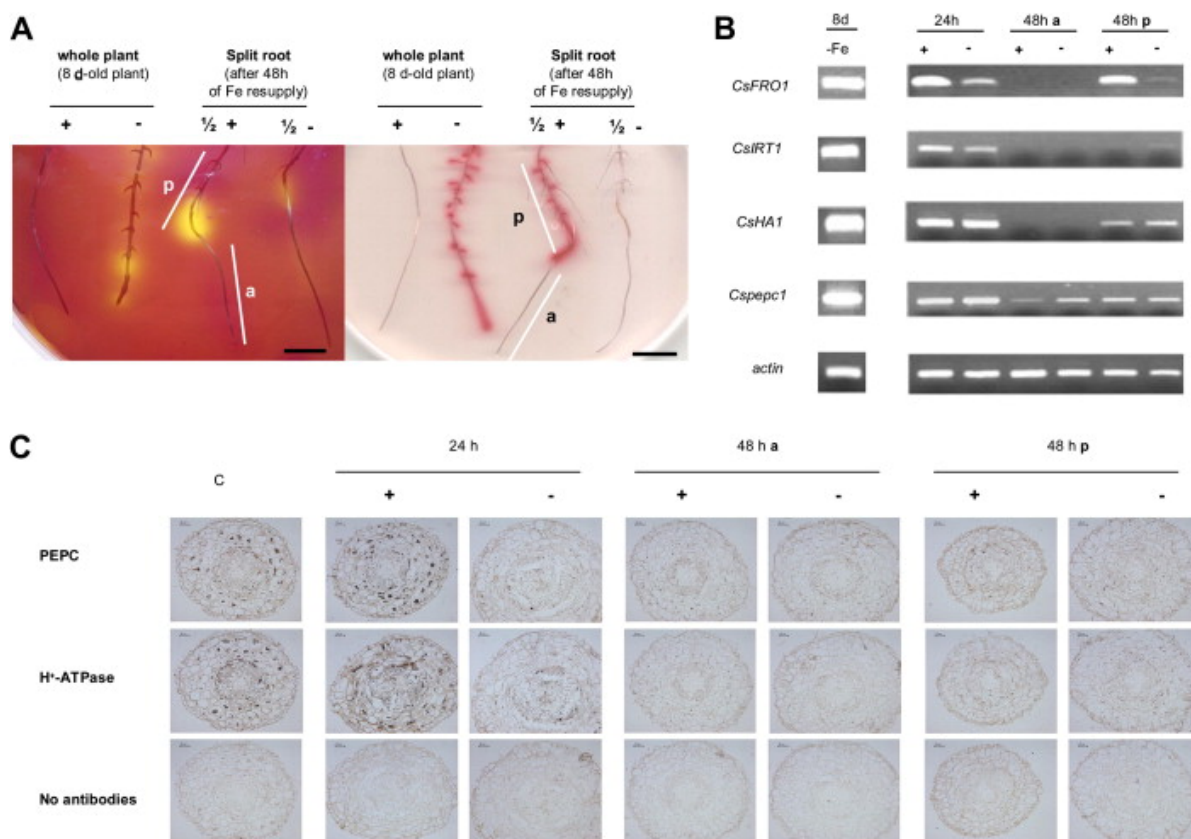 A
whole plant
(8 d-old plant)
Split root
(after 48h
of Fe resupply)
whole plant
(8 d-old plant)
Split root
(after 48h
of Fe resupply)
+ - ½ + ½ -
+ - ½ + ½ -
p
a
p
a
B
8d 24h 48h a 48h p
-Fe + - + - + -
CsFRO1
CsIRT1
CsHA1
Cspepc1
actin
C
24 h 48 h a 48 h p
C + - + - + -
PEPC
H+-ATPase
No antibodies